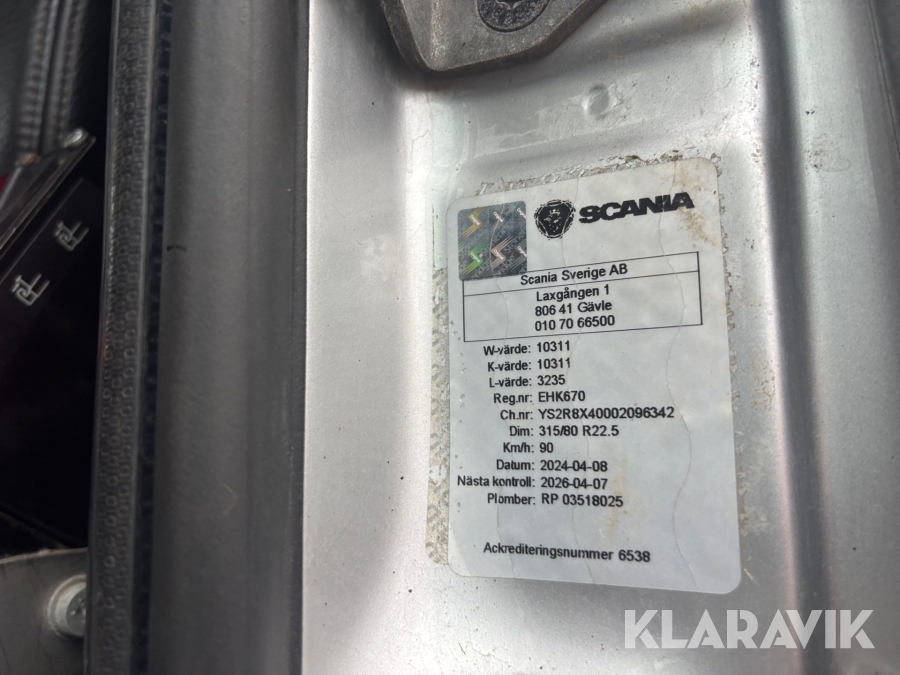 SCANIA
Scania Sverige AB
Laxgången 1
806 41 Gävle
010 70 66500
W-värde: 10311
K-värde: 10311
L-värde: 3235
Reg.nr: EHK670
Ch.nr: YS2R8X40002096342
Dim: 315/80 R22.5
Km/h: 90
Datum: 2024-04-08
Nästa kontroll: 2026-04-07
Plomber: RP 03518025
Ackrediteringsnummer 6538
KLARAVIK